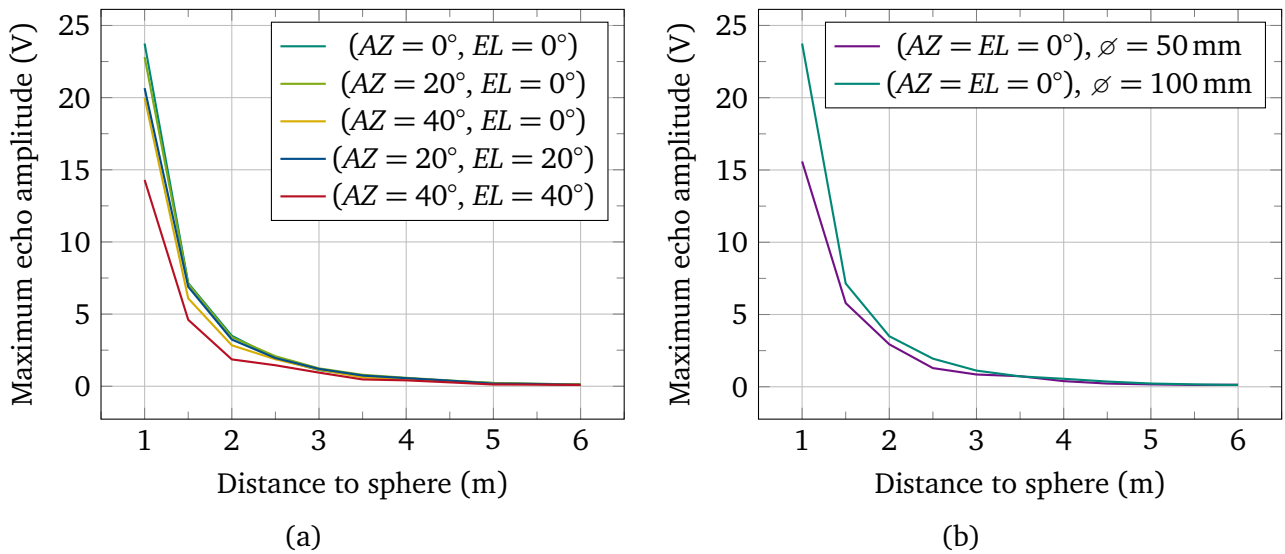 Maximum echo amplitude (V)
25
20
15
10
5
0
(AZ = 0°, EL = 0°)
(AZ = 20°, EL = 0°)
(AZ = 40°, EL = 0°)
(AZ = 20°, EL = 20°)
(AZ = 40°, EL = 40°)
1 2 3 4 5 6
Distance to sphere (m)
(a)
Maximum echo amplitude (V)
25
20
15
10
5
0
(AZ = EL = 0°), ⌀ = 50 mm
(AZ = EL = 0°), ⌀ = 100 mm
1 2 3 4 5 6
Distance to sphere (m)
(b)